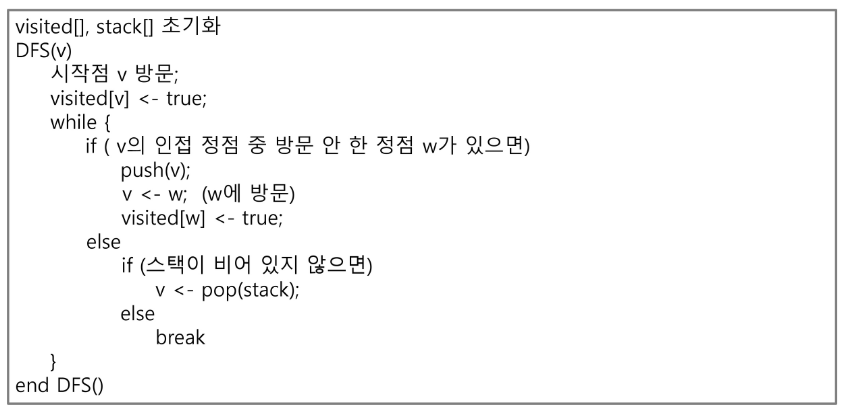 visited[], stack[] 초기화
DFS(v)
시작점 v 방문;
visited[v] <- true;
while {
if ( v의 인접 정점 중 방문 안 한 정점 w가 있으면)
push(v);
v <- w; (w에 방문)
visited[w] <- true;
else
if (스택이 비어 있지 않으면)
v <- pop(stack);
else
break
}
end DFS()